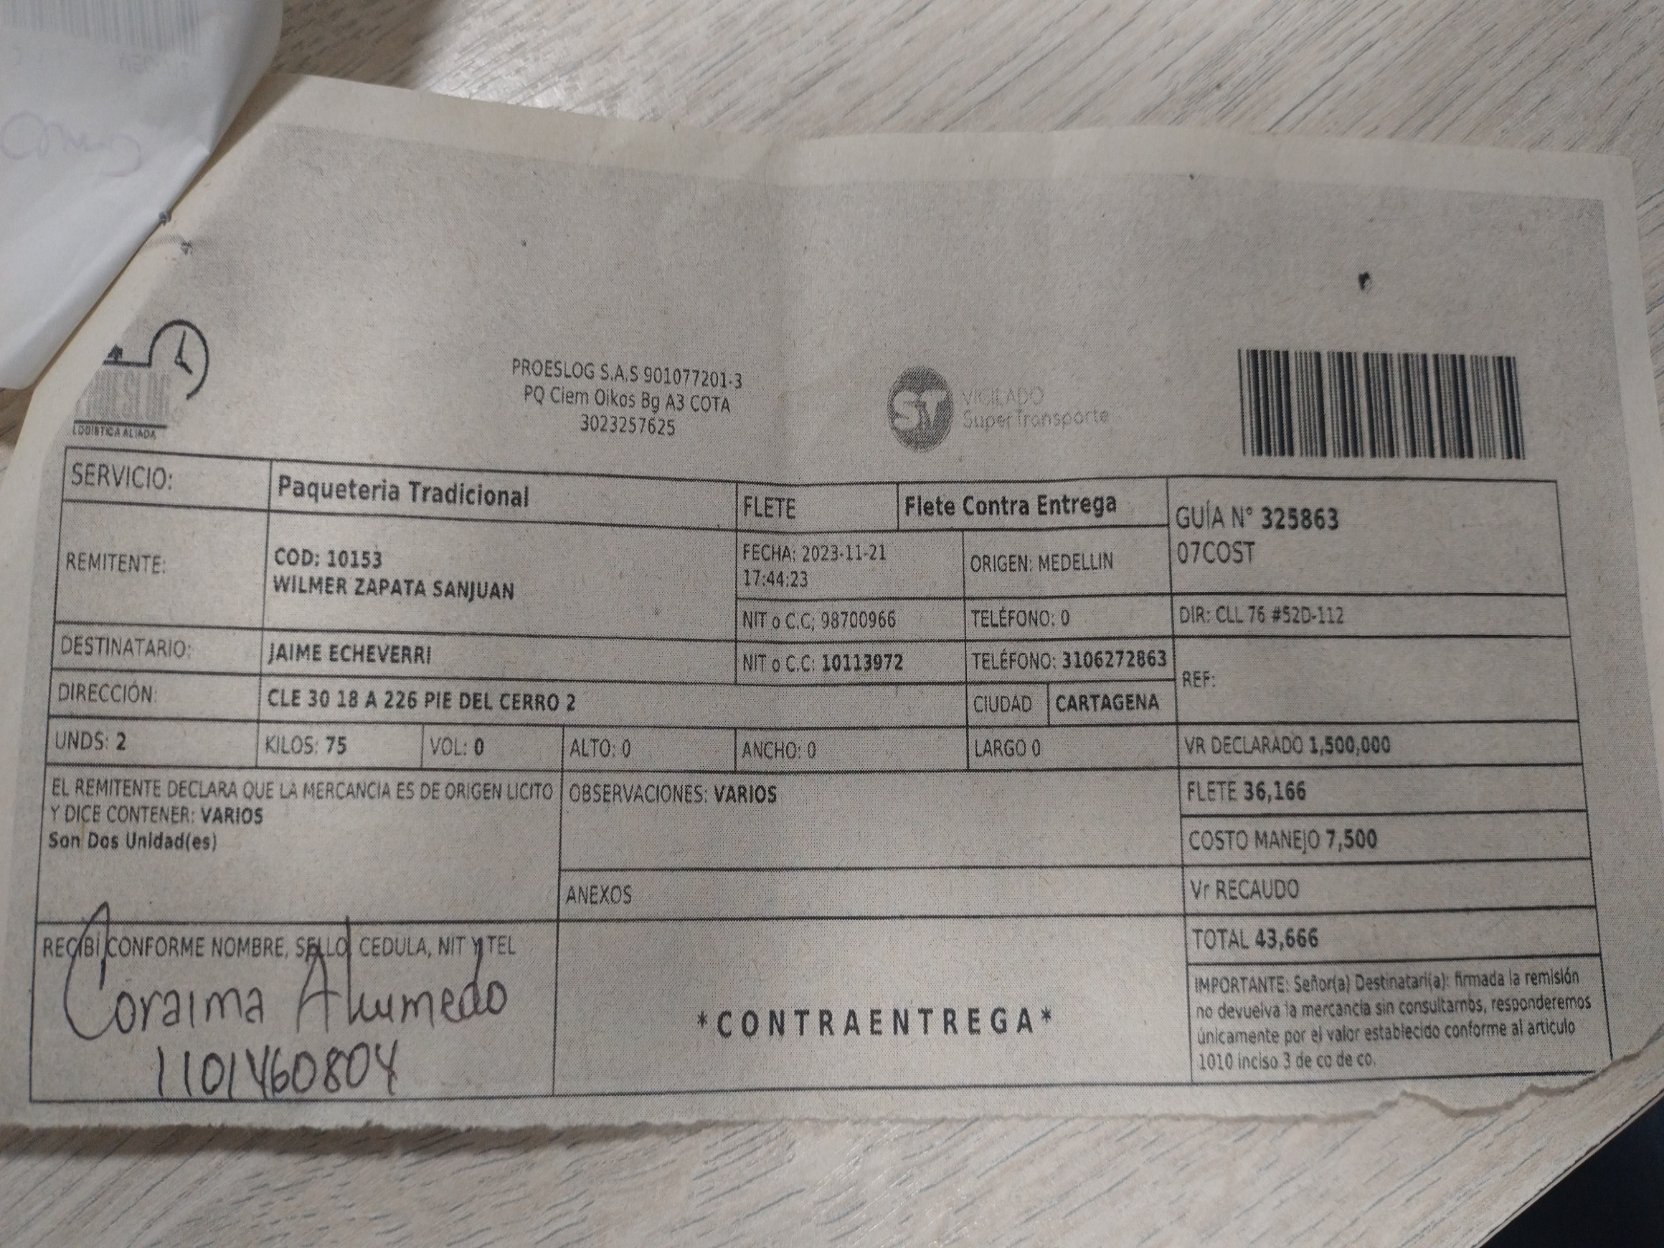 PROESLOG
LOGISTICA ALIADA
PROESLOG S.A.S 901077201-3
PQ Ciem Oikos Bg A3 COTA
3023257625
ST
VIGILADO
SuperTransporte
SERVICIO: Paqueteria Tradicional
FLETE Flete Contra Entrega
GUÍA N° 325863
07COST
REMITENTE:
COD: 10153
WILMER ZAPATA SANJUAN
FECHA: 2023-11-21
17:44:23
ORIGEN: MEDELLIN
NIT o C.C; 98700966
TELÉFONO: 0
DIR: CLL 76 #52D-112
DESTINATARIO: JAIME ECHEVERRI
NIT o C.C: 10113972
TELÉFONO: 3106272863
REF:
DIRECCIÓN: CLE 30 18 A 226 PIE DEL CERRO 2
CIUDAD CARTAGENA
UNDS: 2 KILOS: 75 VOL: 0 ALTO: 0 ANCHO: 0 LARGO 0 VR DECLARADO 1,500,000
EL REMITENTE DECLARA QUE LA MERCANCIA ES DE ORIGEN LICITO
Y DICE CONTENER: VARIOS
Son Dos Unidad(es)
OBSERVACIONES: VARIOS
FLETE 36,166
COSTO MANEJO 7,500
ANEXOS
Vr RECAUDO
TOTAL 43,666
RECIBÍ CONFORME NOMBRE, SELLO, CEDULA, NIT Y TEL
Coraima Ahumedo
1101460804
*CONTRAENTREGA*
IMPORTANTE: Señor(a) Destinatari(a): firmada la remisión
no devuelva la mercancía sin consultarnos, responderemos
únicamente por el valor establecido conforme al articulo
1010 inciso 3 de co de co.